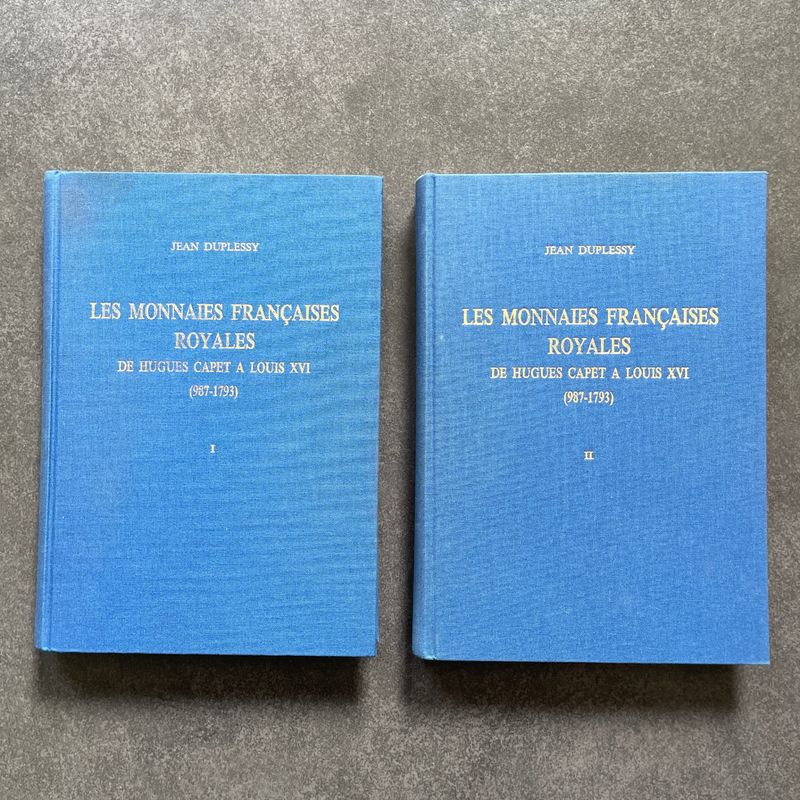 JEAN DUPLESSY
LES MONNAIES FRANÇAISES
ROYALES
DE HUGUES CAPET A LOUIS XVI
(987-1793)
I
JEAN DUPLESSY
LES MONNAIES FRANÇAISES
ROYALES
DE HUGUES CAPET A LOUIS XVI
(987-1793)
II